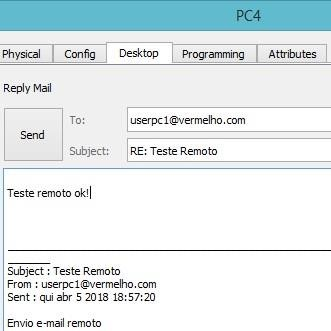 PC4
Physical Config Desktop Programming Attributes
Reply Mail
Send
To: userpc1@vermelho.com
Subject: RE: Teste Remoto
Teste remoto ok!
Subject : Teste Remoto
From : userpc1@vermelho.com
Sent : qui abr 5 2018 18:57:20
Envio e-mail remoto